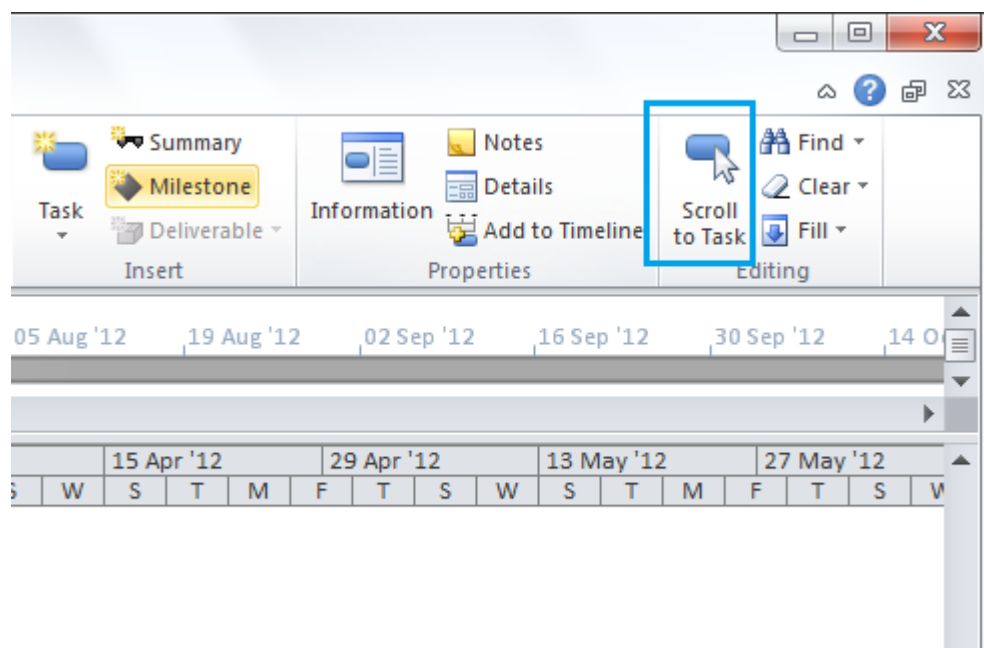 Summary
Milestone
Deliverable
Task
Insert
Information
Notes
Details
Add to Timeline
Properties
Scroll
to Task
Find
Clear
Fill
Editing
05 Aug '12 19 Aug '12 02 Sep '12 16 Sep '12 30 Sep '12 14
15 Apr '12 29 Apr '12 13 May '12 27 May '12
W S T M F T S W S T M F T S W